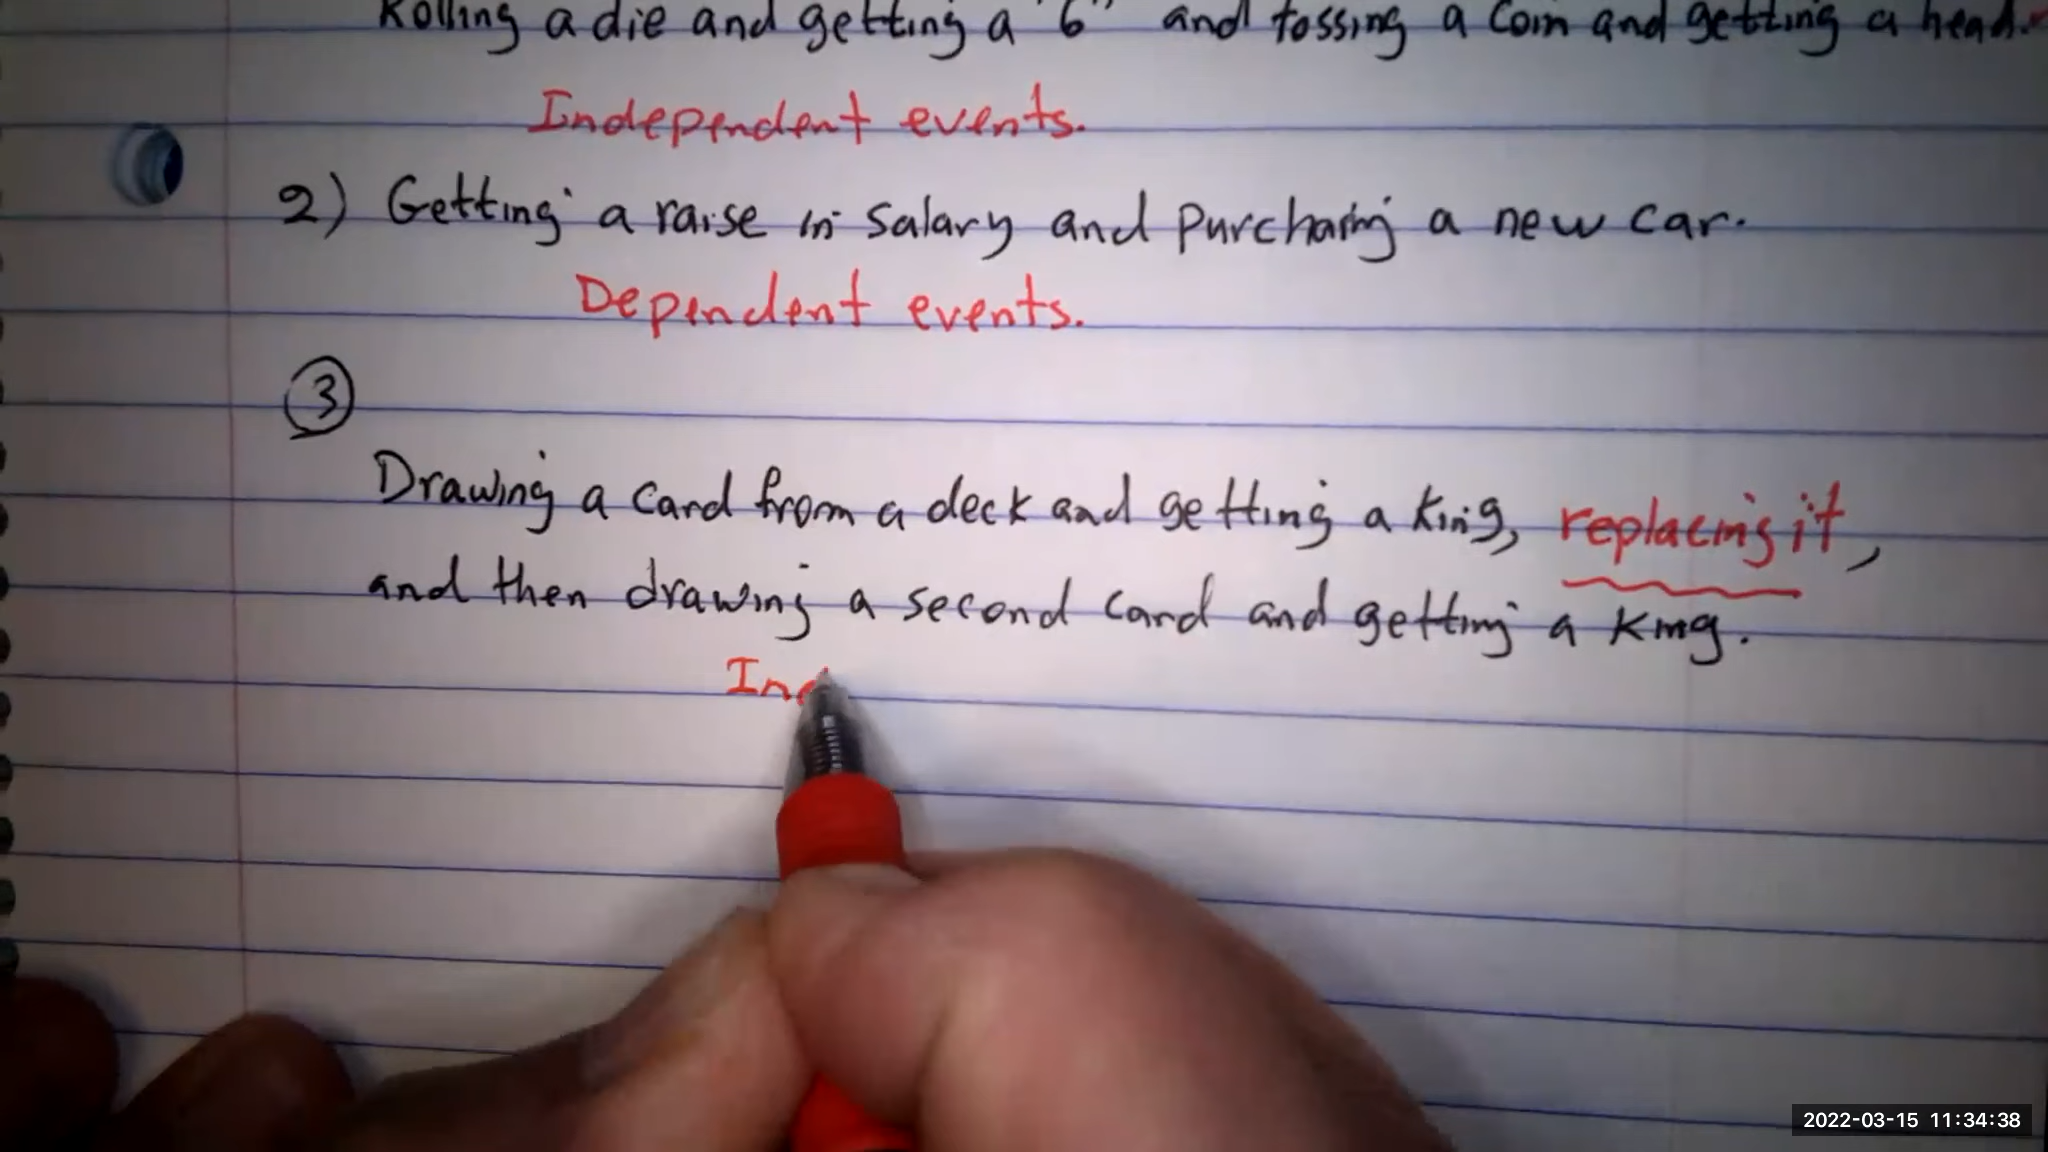 Rolling a die and getting a "6" and tossing a coin and getting a head.
Independent events.
2) Getting a raise in salary and purchasing a new car.
Dependent events.
3
Drawing a card from a deck and getting a king, replacing it,
and then drawing a second card and getting a king.
Ind
2022-03-15 11:34:38